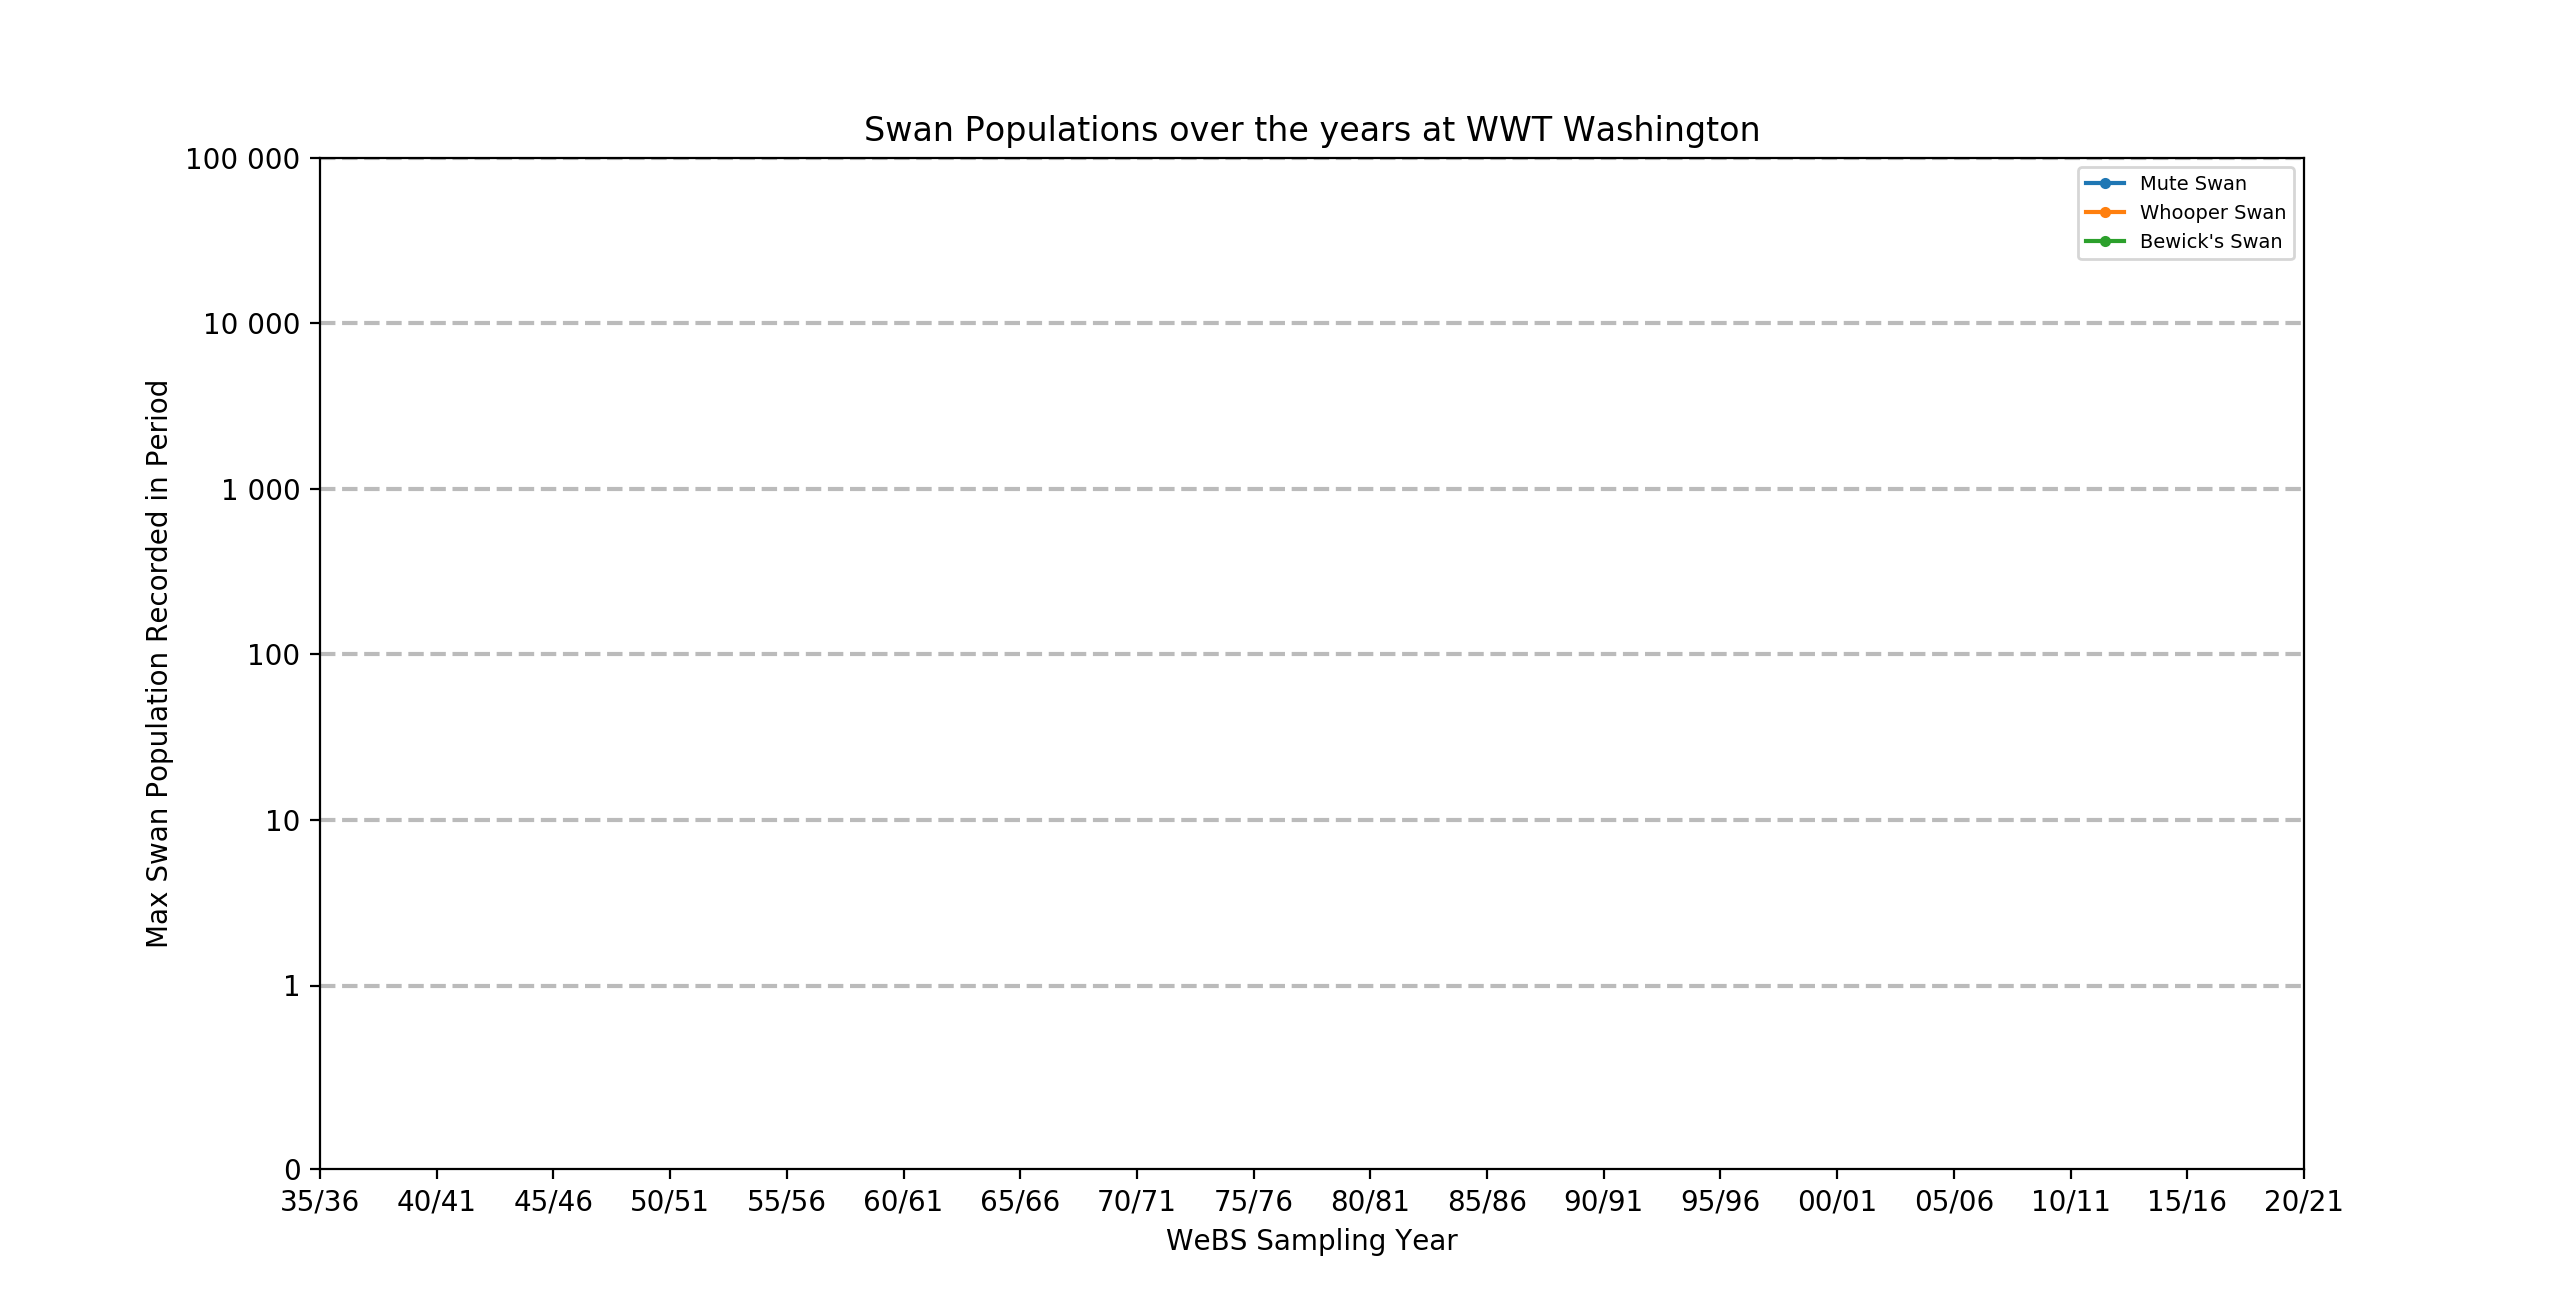 Swan Populations over the years at WWT Washington
Mute Swan
Whooper Swan
Bewick's Swan
Max Swan Population Recorded in Period
100 000
10 000
1 000
100
10
1
0
35/36 40/41 45/46 50/51 55/56 60/61 65/66 70/71 75/76 80/81 85/86 90/91 95/96 00/01 05/06 10/11 15/16 20/21
WeBS Sampling Year